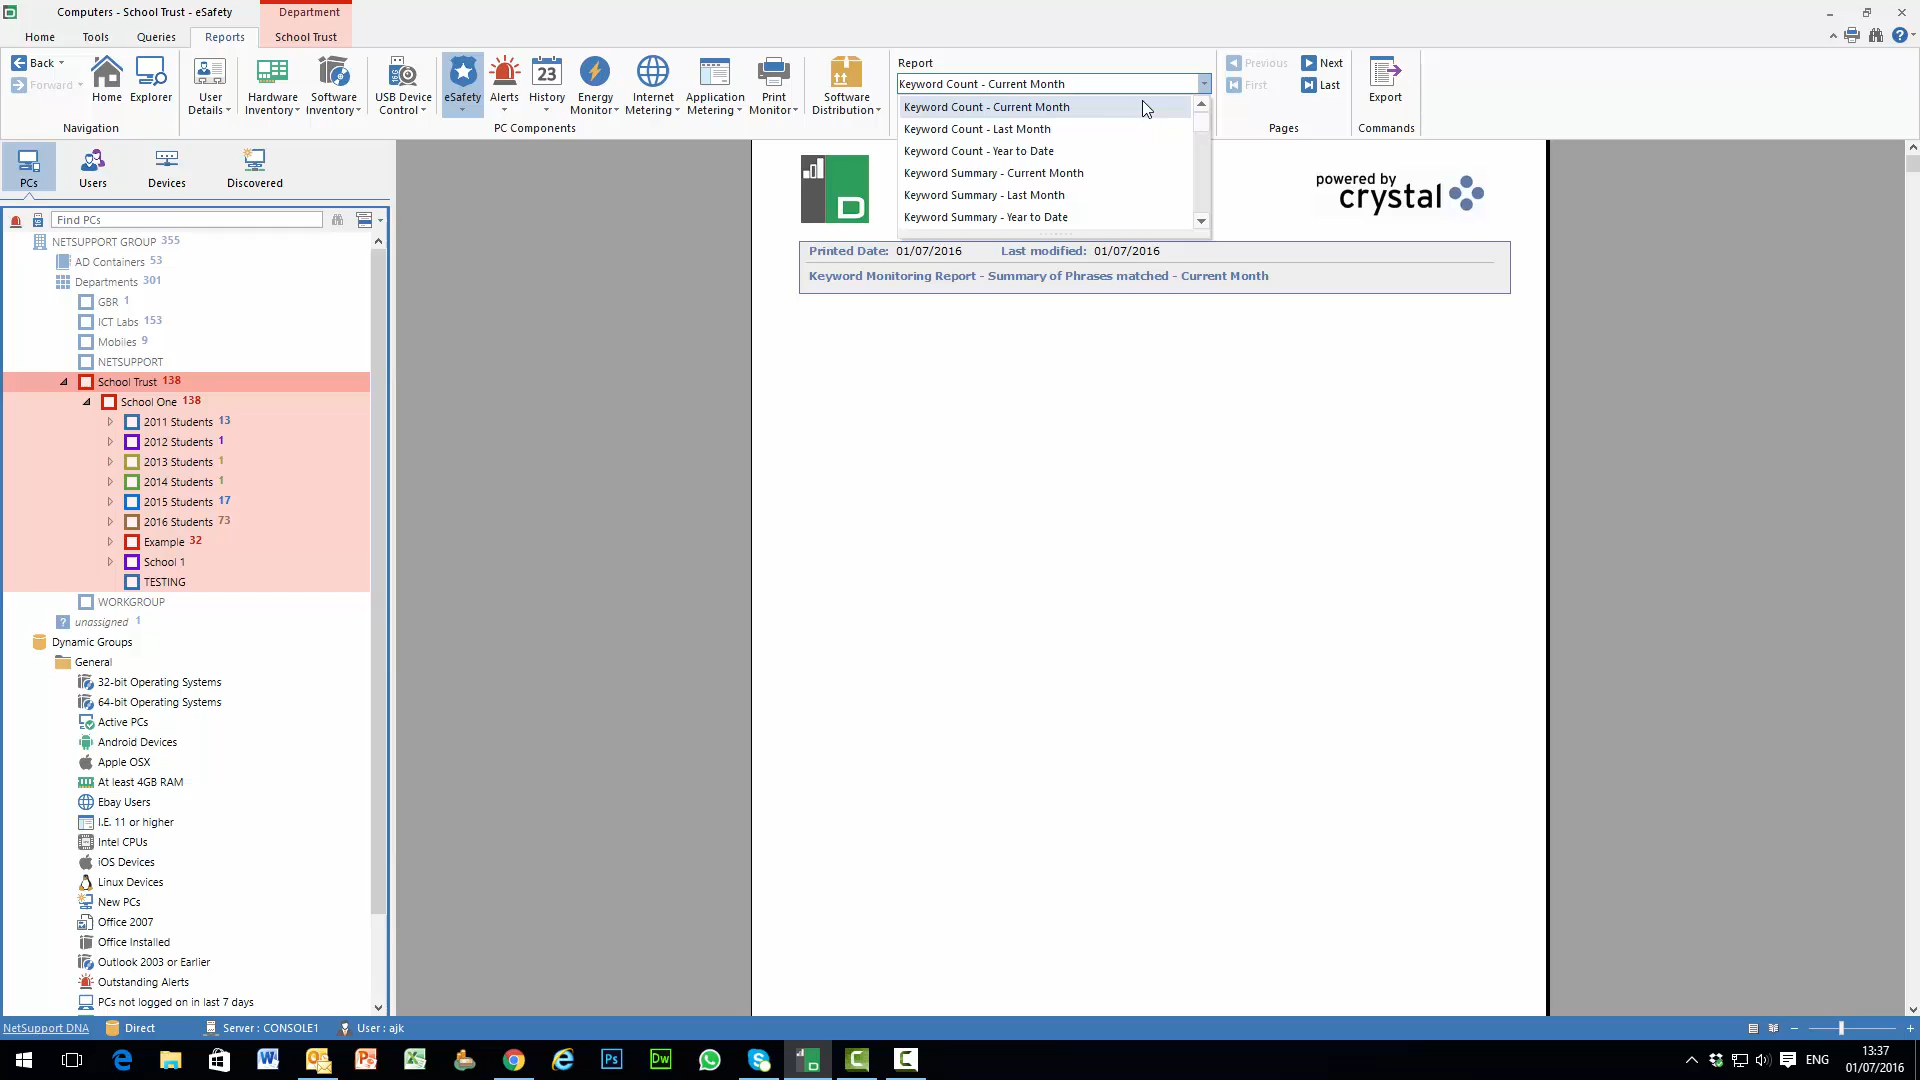 Computers - School Trust - eSafety
Department
Home
Tools
Queries
Reports
School Trust
Back
Forward
Home
Explorer
User Details
Hardware Inventory
Software Inventory
USB Device Control
eSafety
Alerts
23
History
Energy Monitor
Internet Metering
Application Metering
Print Monitor
Software Distribution
Report
Keyword Count - Current Month
Previous
Next
First
Last
Export
Navigation
PC Components
Pages
Commands
Keyword Count - Current Month
Keyword Count - Last Month
Keyword Count - Year to Date
Keyword Summary - Current Month
Keyword Summary - Last Month
Keyword Summary - Year to Date
PCs
Users
Devices
Discovered
Find PCs
NETSUPPORT GROUP 355
AD Containers 53
Departments 301
GBR 1
ICT Labs 153
Mobiles 9
NETSUPPORT
School Trust 138
School One 138
2011 Students 13
2012 Students 1
2013 Students 1
2014 Students 1
2015 Students 17
2016 Students 73
Example 32
School 1
TESTING
WORKGROUP
unassigned 1
Dynamic Groups
General
32-bit Operating Systems
64-bit Operating Systems
Active PCs
Android Devices
Apple OSX
At least 4GB RAM
Ebay Users
I.E. 11 or higher
Intel CPUs
iOS Devices
Linux Devices
New PCs
Office 2007
Office Installed
Outlook 2003 or Earlier
Outstanding Alerts
PCs not logged on in last 7 days
D
powered by
crystal
Printed Date: 01/07/2016 Last modified: 01/07/2016
Keyword Monitoring Report - Summary of Phrases matched - Current Month
NetSupport DNA
Direct
Server : CONSOLE1
User : ajk
Ps
Dw
ENG
13:37
01/07/2016